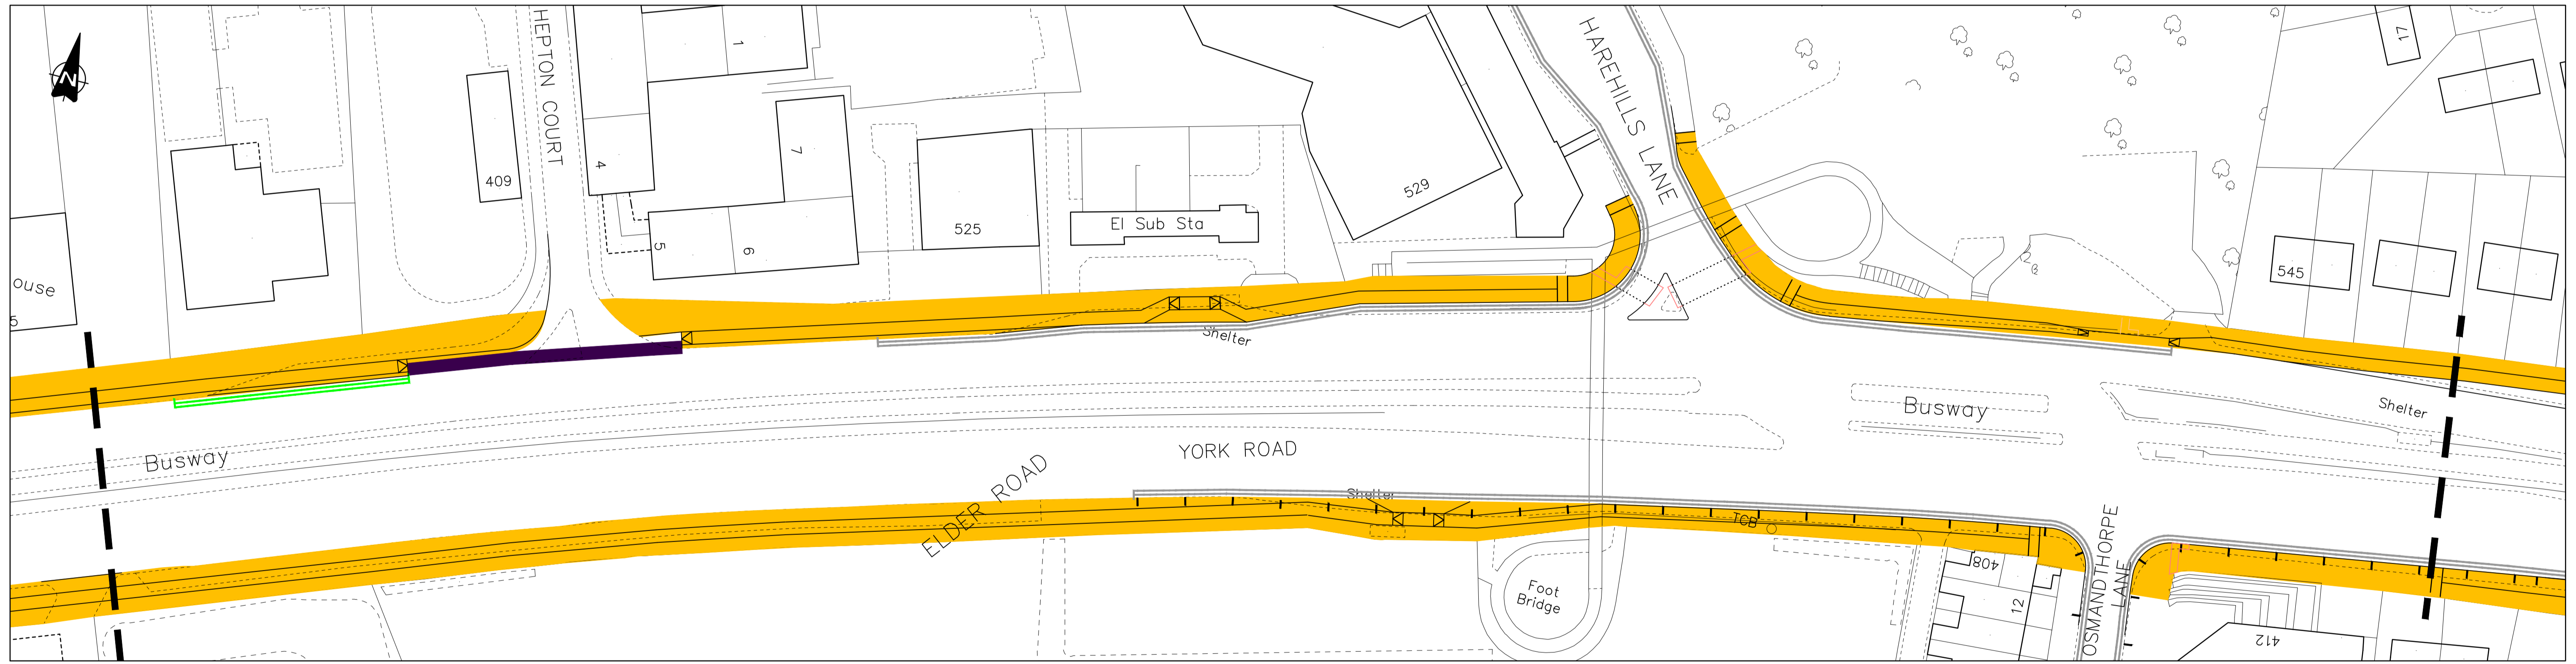 N
HEPTON COURT
1
4
7
409
5
6
525
El Sub Sta
529
HAREHILLS LANE
17
545
ouse
5
Shelter
Busway
Shelter
Busway
YORK ROAD
ELDER ROAD
Shelter
TCB
Foot
Bridge
408
12
OSMANDTHORPE
LANE
412